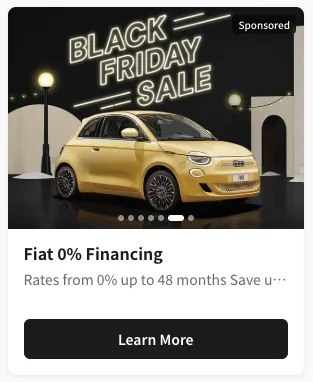 Sponsored
BLACK
FRIDAY
SALE
Fiat 0% Financing
Rates from 0% up to 48 months Save u···
Learn More